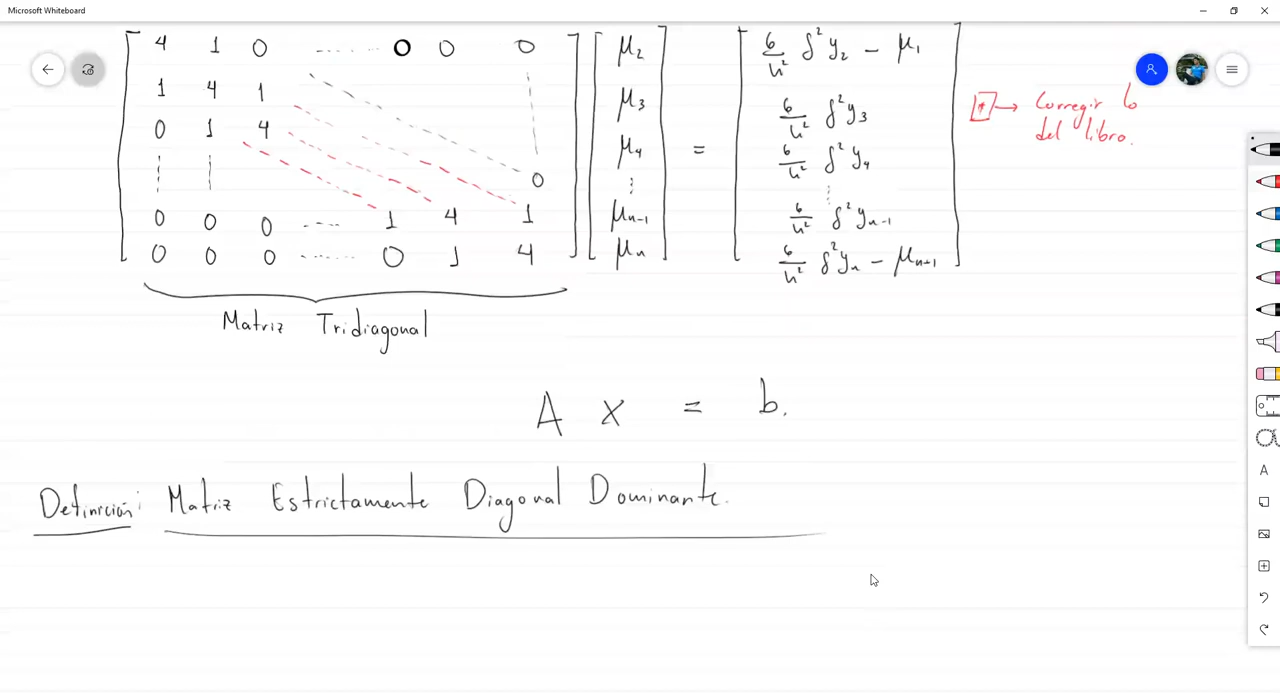 Microsoft Whiteboard
4 1 0 ........ 0 0 0
1 4 1
0 1 4
0
0 0 0 ---- 1 4 1
0 0 0 ........ 0 1 4
μ₂
μ₃
μ₄
⋮
μₙ₋₁
μₙ
=
6/h² δ²y₂ - μ₁
6/h² δ²y₃
6/h² δ²y₄
⋮
6/h² δ²yₙ₋₁
6/h² δ²yₙ - μₙ₊₁
[*] → Corregir lo
del libro.
Matriz Tridiagonal
A x = b.
Definición: Matriz Estrictamente Diagonal Dominante.
A